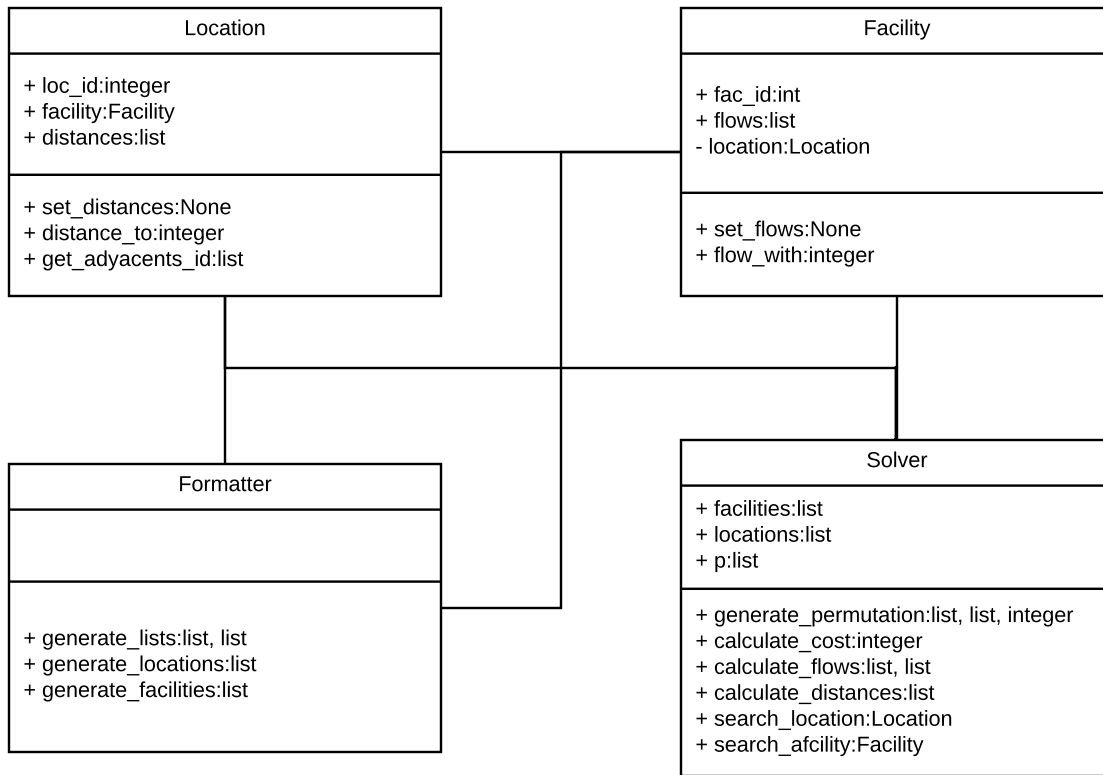 Location
+ loc_id:integer
+ facility:Facility
+ distances:list
+ set_distances:None
+ distance_to:integer
+ get_adyacents_id:list
Facility
+ fac_id:int
+ flows:list
- location:Location
+ set_flows:None
+ flow_with:integer
Formatter
+ generate_lists:list, list
+ generate_locations:list
+ generate_facilities:list
Solver
+ facilities:list
+ locations:list
+ p:list
+ generate_permutation:list, list, integer
+ calculate_cost:integer
+ calculate_flows:list, list
+ calculate_distances:list
+ search_location:Location
+ search_afcility:Facility